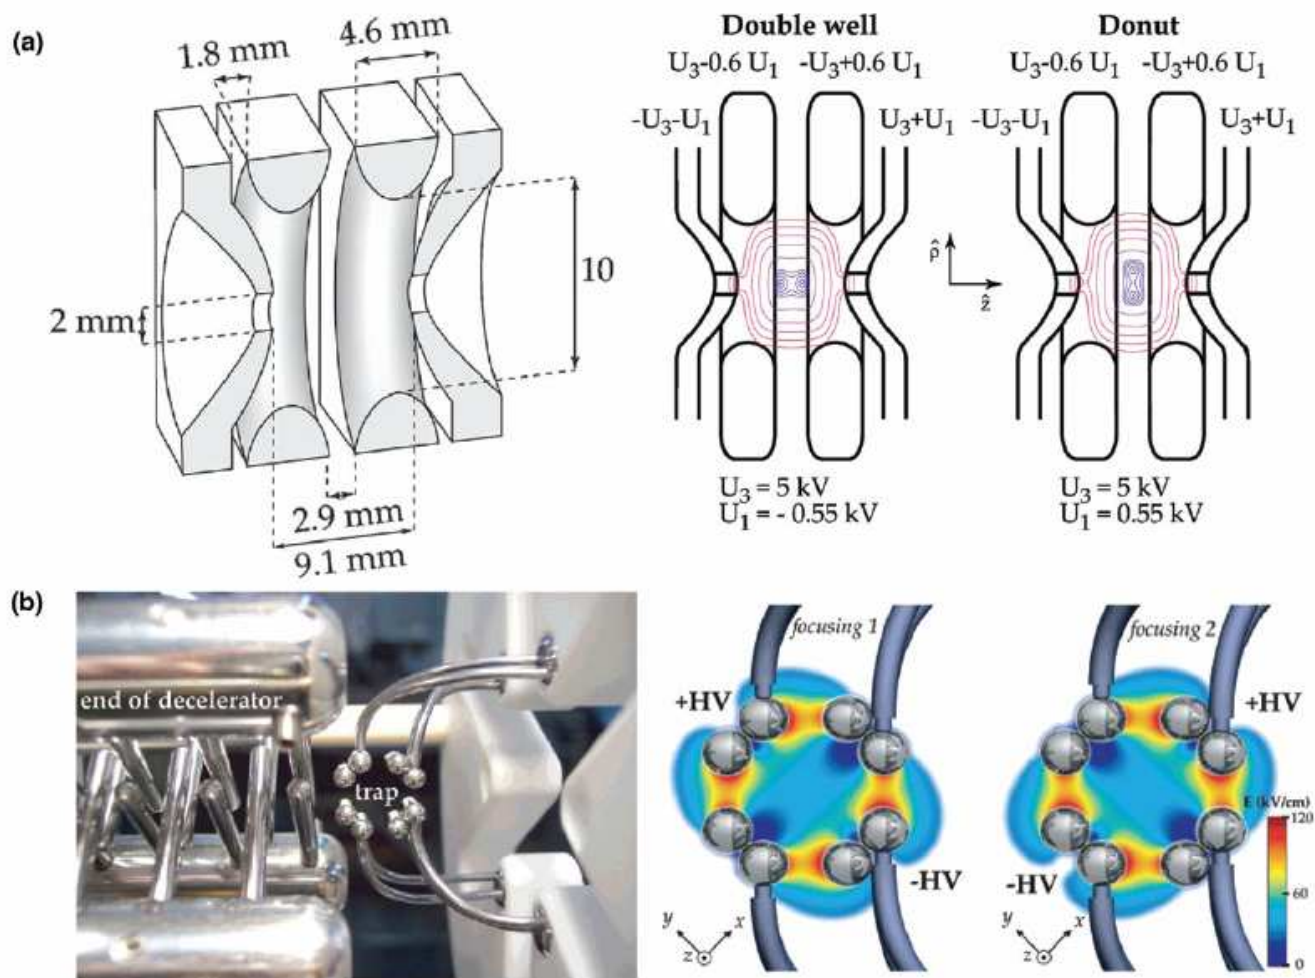 (a)
1.8 mm
4.6 mm
2 mm
10
2.9 mm
9.1 mm
Double well
U₃-0.6 U₁ -U₃+0.6 U₁
-U₃-U₁ U₃+U₁
U₃ = 5 kV
U₁ = - 0.55 kV
ρ̂
ẑ
Donut
U₃-0.6 U₁ -U₃+0.6 U₁
-U₃-U₁ U₃+U₁
U₃ = 5 kV
U₁ = 0.55 kV
(b)
end of decelerator
trap
focusing 1
+HV
-HV
y x
z
focusing 2
+HV
-HV
y x
z
E (kV/cm)
120
60
0